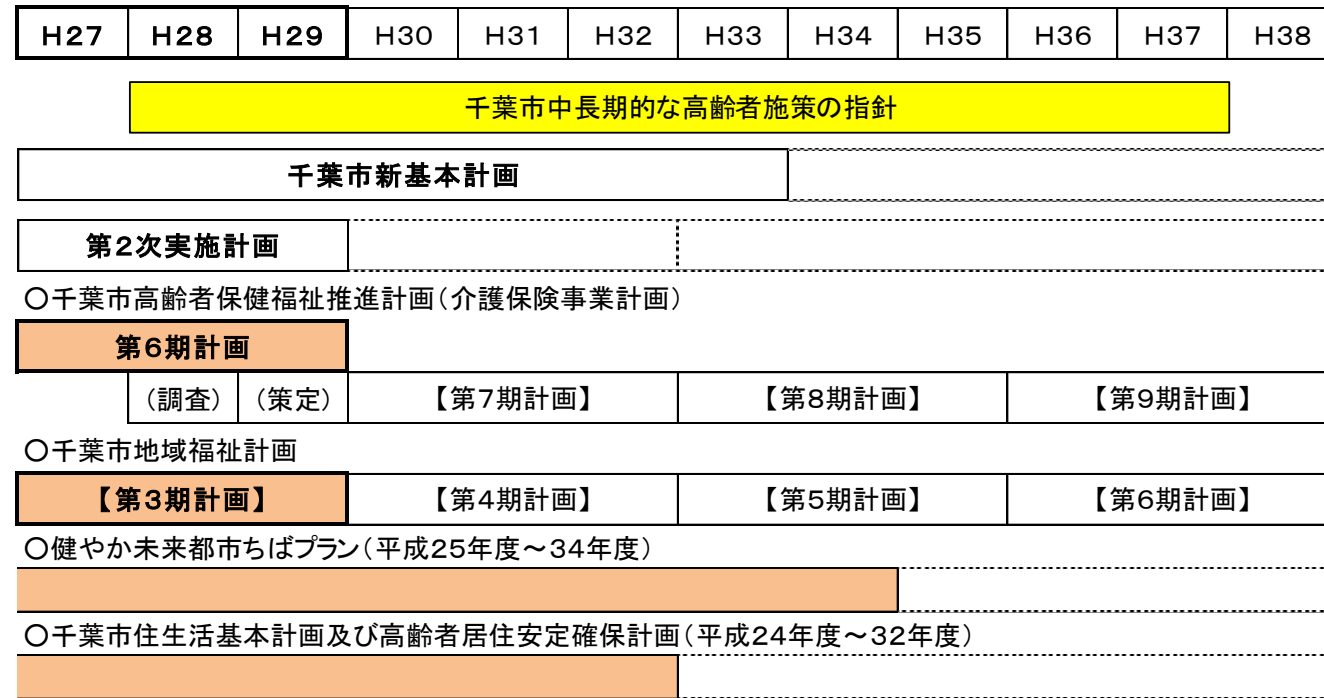 H27 H28 H29 H30 H31 H32 H33 H34 H35 H36 H37 H38
千葉市中長期的な高齢者施策の指針
千葉市新基本計画
第2次実施計画
○千葉市高齢者保健福祉推進計画(介護保険事業計画)
第6期計画
(調査) (策定) 【第7期計画】 【第8期計画】 【第9期計画】
○千葉市地域福祉計画
【第3期計画】 【第4期計画】 【第5期計画】 【第6期計画】
○健やか未来都市ちばプラン(平成25年度~34年度)
○千葉市住生活基本計画及び高齢者居住安定確保計画(平成24年度~32年度)